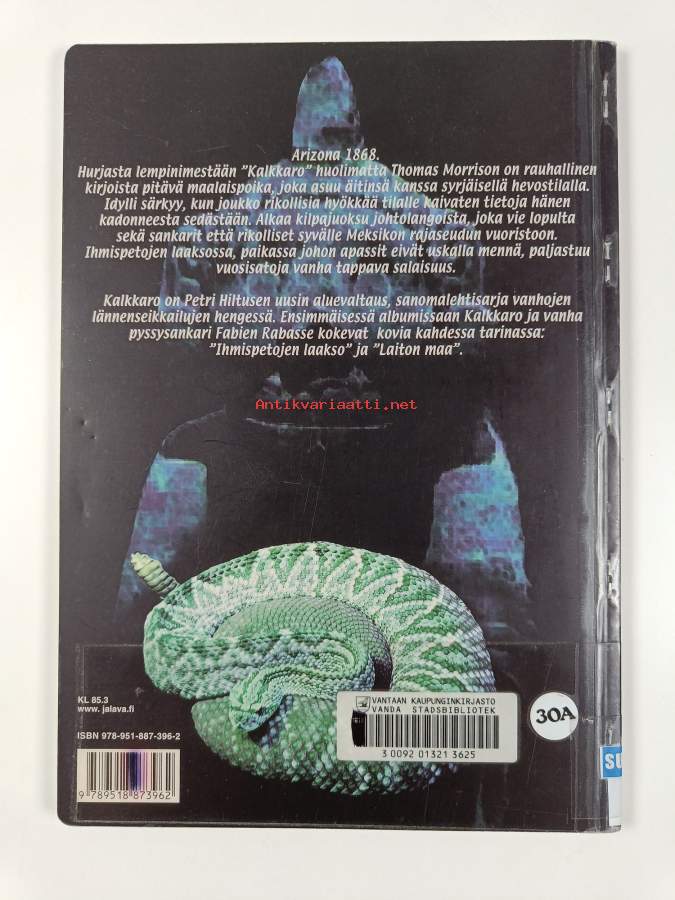 Arizona 1868.
Hurjasta lempinimestään "Kalkkaro" huolimatta Thomas Morrison on rauhallinen
kirjoista pitävä maalaispoika, joka asuu äitinsä kanssa syrjäisellä hevostilalla.
Idylli särkyy, kun joukko rikollisia hyökkää tilalle kaivaten tietoja hänen
kadonneesta sedästään. Alkaa kilpajuoksu johtolangoista, joka vie lopulta
sekä sankarit että rikolliset syvälle Meksikon rajaseudun vuoristoon.
Ihmispetojen laaksossa, paikassa johon apassit eivät uskalla mennä, paljastuu
vuosisatoja vanha tappava salaisuus.
Kalkkaro on Petri Hiltusen uusin aluevaltaus, sanomalehtisarja vanhojen
lännenseikkailujen hengessä. Ensimmäisessä albumissaan Kalkkaro ja vanha
pyssysankari Fabien Rabasse kokevat kovia kahdessa tarinassa:
"Ihmispetojen laakso" ja "Laiton maa".
Antikvariaatti.net
KL 85.3
www.jalava.fi
ISBN 978-951-887-396-2
9 789518 873962
VANTAAN KAUPUNGINKIRJASTO
VANDA STADSBIBLIOTEK
3 0092 01321 3625
30A
SU